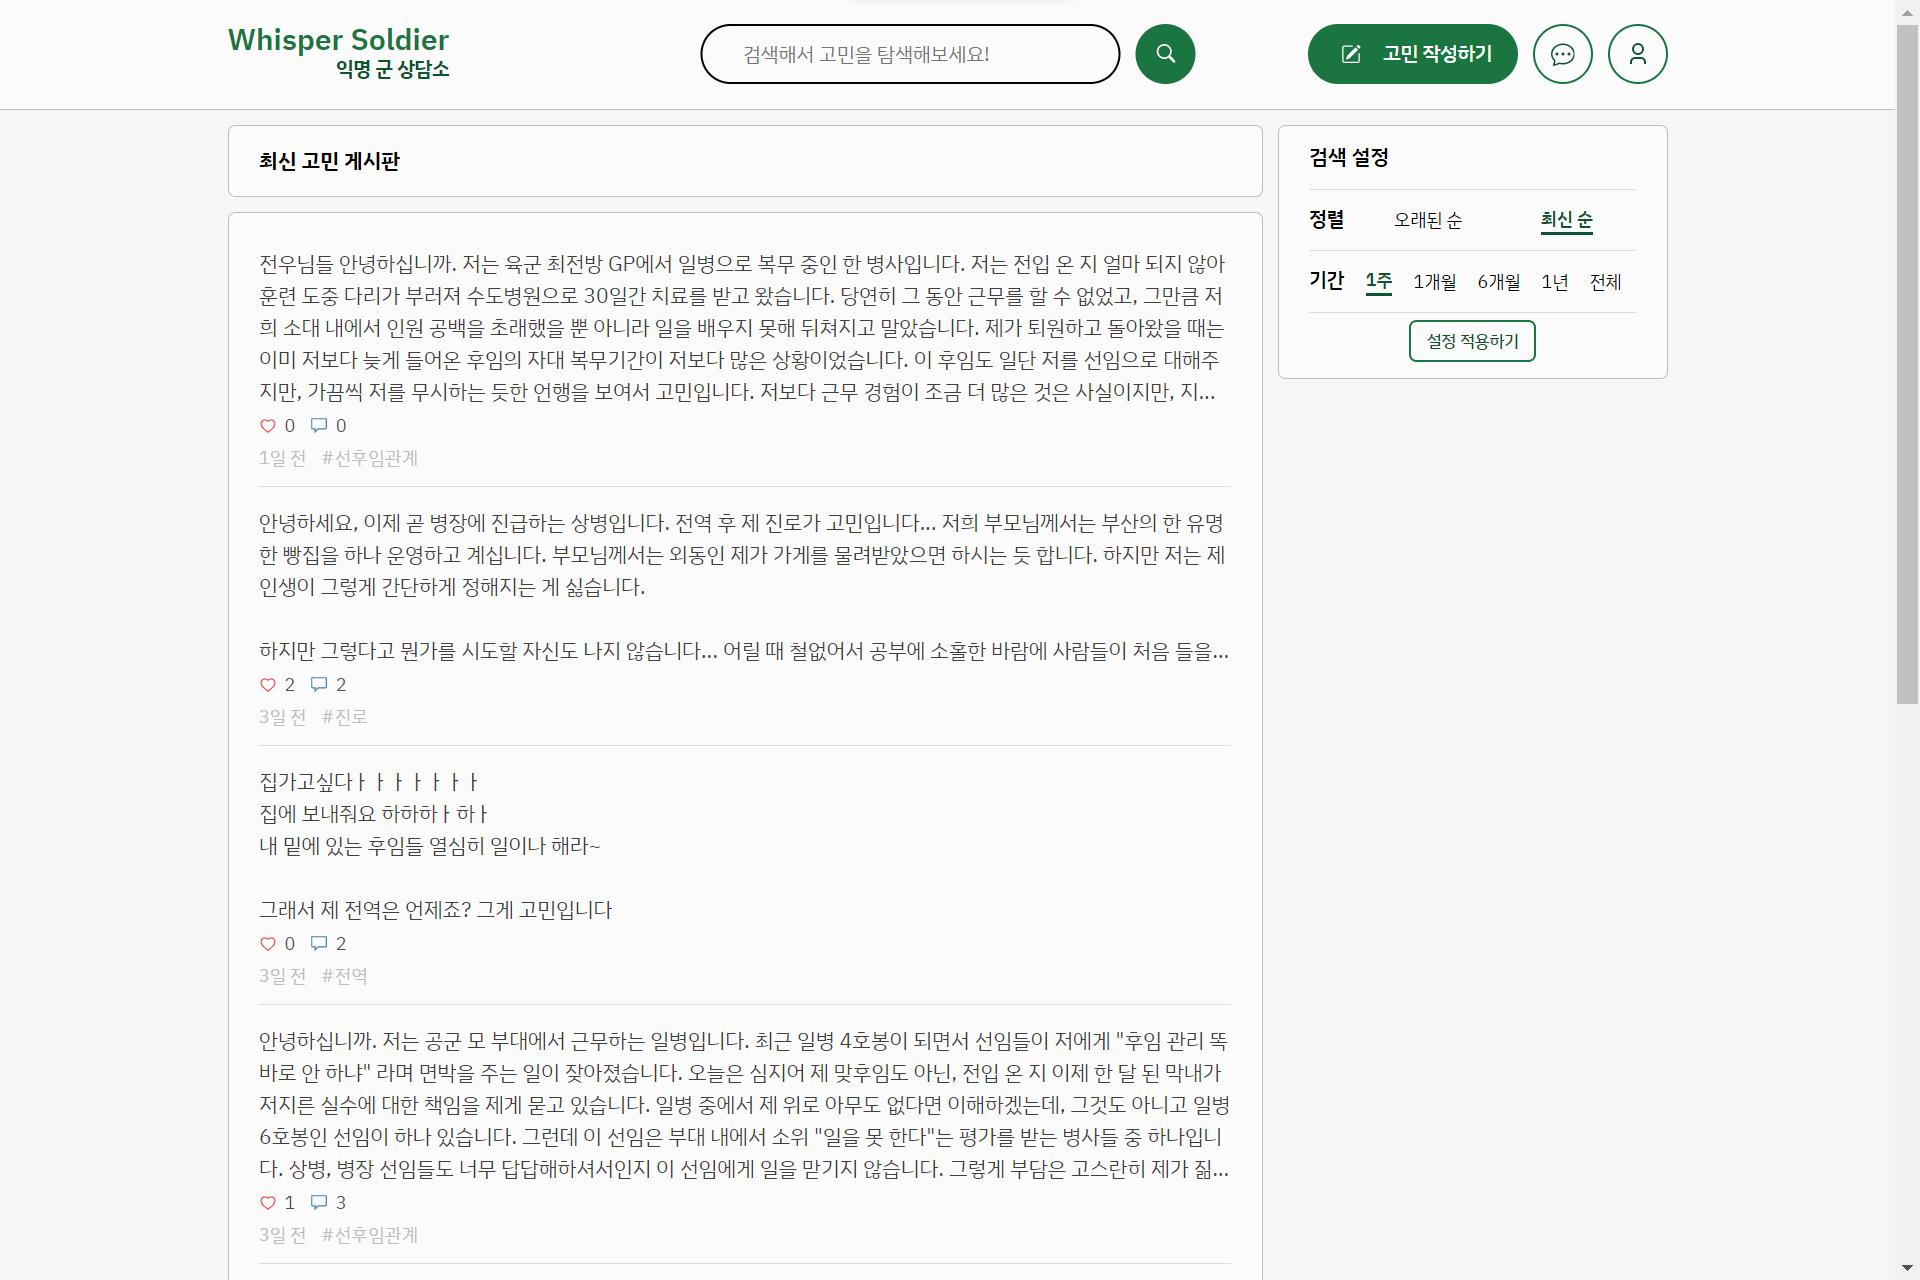 Whisper Soldier
익명 군 상담소
검색해서 고민을 탐색해보세요!
고민 작성하기
최신 고민 게시판
전우님들 안녕하십니까. 저는 육군 최전방 GP에서 일병으로 복무 중인 한 병사입니다. 저는 전입 온 지 얼마 되지 않아
훈련 도중 다리가 부러져 수도병원으로 30일간 치료를 받고 왔습니다. 당연히 그 동안 근무를 할 수 없었고, 그만큼 저
희 소대 내에서 인원 공백을 초래했을 뿐 아니라 일을 배우지 못해 뒤쳐지고 말았습니다. 제가 퇴원하고 돌아왔을 때는
이미 저보다 늦게 들어온 후임의 자대 복무기간이 저보다 많은 상황이었습니다. 이 후임도 일단 저를 선임으로 대해주
지만, 가끔씩 저를 무시하는 듯한 언행을 보여서 고민입니다. 저보다 근무 경험이 조금 더 많은 것은 사실이지만, 지...
0 0
1일 전 #선후임관계
안녕하세요, 이제 곧 병장에 진급하는 상병입니다. 전역 후 제 진로가 고민입니다... 저희 부모님께서는 부산의 한 유명
한 빵집을 하나 운영하고 계십니다. 부모님께서는 외동인 제가 가게를 물려받았으면 하시는 듯 합니다. 하지만 저는 제
인생이 그렇게 간단하게 정해지는 게 싫습니다.
하지만 그렇다고 뭔가를 시도할 자신도 나지 않습니다... 어릴 때 철없어서 공부에 소홀한 바람에 사람들이 처음 들을...
2 2
3일 전 #진로
집가고싶다ㅏㅏㅏㅏㅏㅏㅏ
집에 보내줘요 하하하ㅏ하ㅏ
내 밑에 있는 후임들 열심히 일이나 해라~
그래서 제 전역은 언제죠? 그게 고민입니다
0 2
3일 전 #전역
안녕하십니까. 저는 공군 모 부대에서 근무하는 일병입니다. 최근 일병 4호봉이 되면서 선임들이 저에게 "후임 관리 똑
바로 안 하냐" 라며 면박을 주는 일이 잦아졌습니다. 오늘은 심지어 제 맞후임도 아닌, 전입 온 지 이제 한 달 된 막내가
저지른 실수에 대한 책임을 제게 묻고 있습니다. 일병 중에서 제 위로 아무도 없다면 이해하겠는데, 그것도 아니고 일병
6호봉인 선임이 하나 있습니다. 그런데 이 선임은 부대 내에서 소위 "일을 못 한다"는 평가를 받는 병사들 중 하나입니
다. 상병, 병장 선임들도 너무 답답해하셔서인지 이 선임에게 일을 맏기지 않습니다. 그렇게 부담은 고스란히 제가 짊...
1 3
3일 전 #선후임관계
검색 설정
정렬 오래된 순 최신 순
기간 1주 1개월 6개월 1년 전체
설정 적용하기